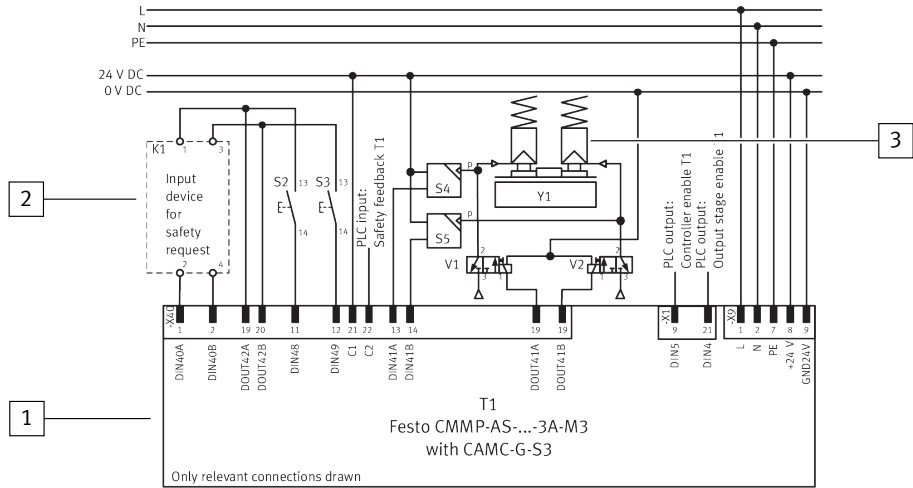 L
N
PE
24 V DC
0 V DC
K1
1
3
Input
device
for
safety
request
2
4
S2
13
14
S3
13
14
PLC input:
Safety feedback T1
S4
p
S5
p
Y1
V1
2
3
1
V2
2
1
3
PLC output:
Controller enable T1
PLC output:
Output stage enable T1
1
2
3
-X40
1
2
19
20
11
12
21
22
13
14
19
19
DIN40A
DIN40B
DOUT42A
DOUT42B
DIN48
DIN49
C1
C2
DIN41A
DIN41B
DOUT41A
DOUT41B
-X1
9
21
DIN5
DIN4
-X9
1
2
7
8
9
L
N
PE
+24 V
GND24V
T1
Festo CMMP-AS-...-3A-M3
with CAMC-G-S3
Only relevant connections drawn